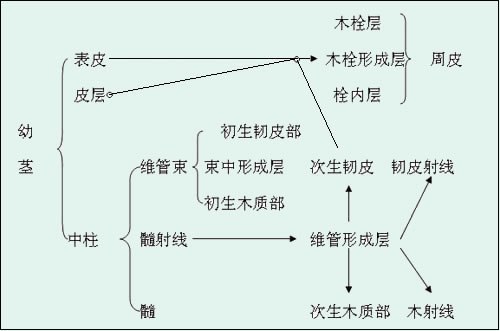 木栓层
表皮 木栓形成层 周皮
皮层 栓内层
幼 初生韧皮部
茎 维管束 束中形成层 次生韧皮 韧皮射线
初生木质部
中柱 髓射线 维管形成层
髓 次生木质部 木射线